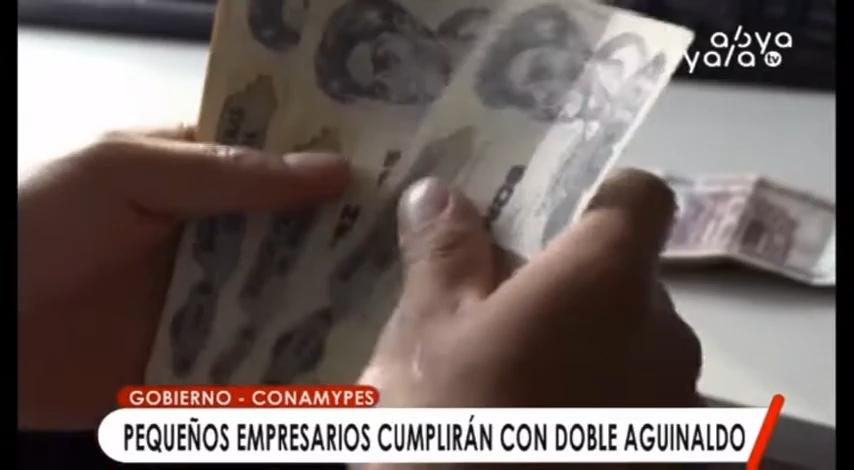 abya
yala tv
GOBIERNO - CONAMYPES
PEQUEÑOS EMPRESARIOS CUMPLIRÁN CON DOBLE AGUINALDO